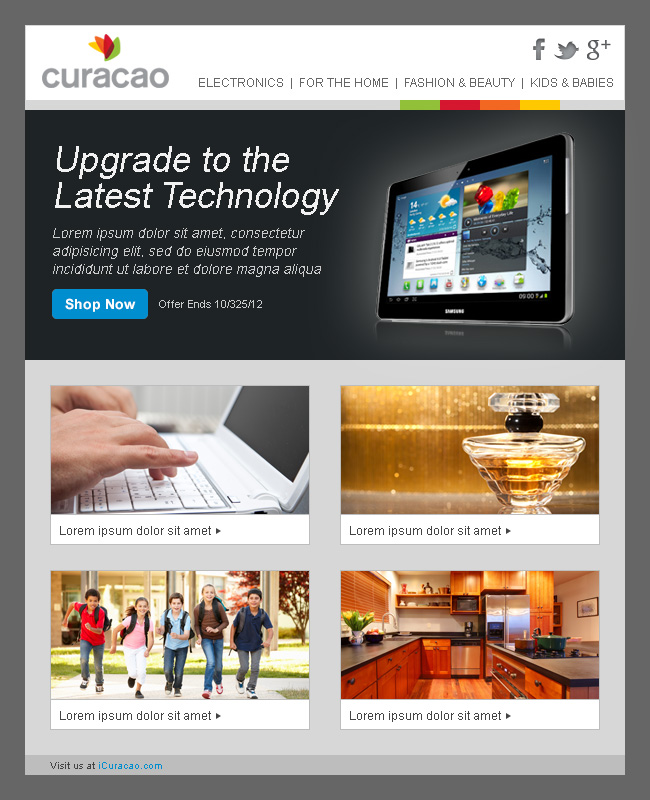 curacao
ELECTRONICS | FOR THE HOME | FASHION & BEAUTY | KIDS & BABIES
Upgrade to the
Latest Technology
Lorem ipsum dolor sit amet, consectetur
adipisicing elit, sed do eiusmod tempor
incididunt ut labore et dolore magna aliqua
Shop Now
Offer Ends 10/325/12
SAMSUNG
Lorem ipsum dolor sit amet
Lorem ipsum dolor sit amet
Lorem ipsum dolor sit amet
Lorem ipsum dolor sit amet
Visit us at iCuracao.com